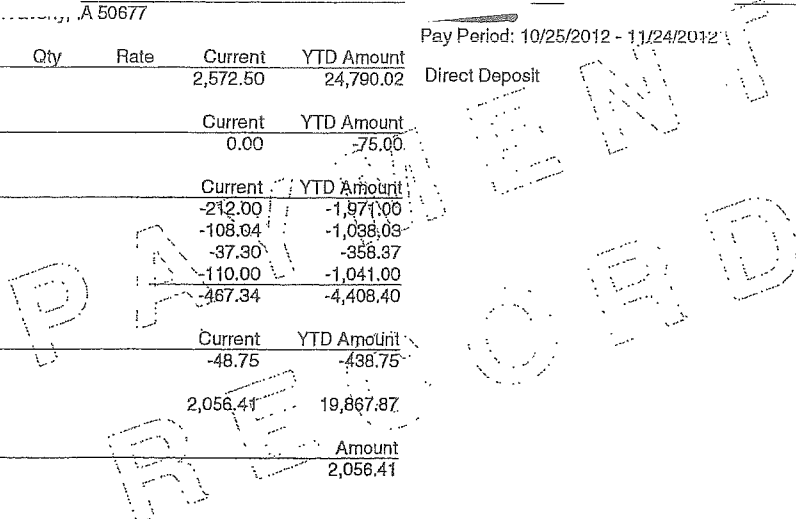 A 50677
Pay Period: 10/25/2012 - 11/24/2012
Qty Rate Current YTD Amount
2,572.50 24,790.02
Direct Deposit
Current YTD Amount
0.00 -75.00
Current YTD Amount
-212.00 -1,971.00
-108.04 -1,038.03
-37.30 -358.37
-110.00 -1,041.00
-467.34 -4,408.40
Current YTD Amount
-48.75 -438.75
2,056.41 19,867.87
Amount
2,056.41
PAYMENT
RECORD